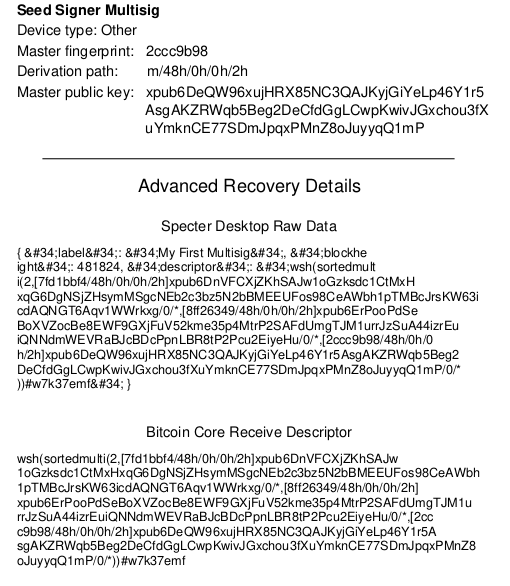 Seed Signer Multisig
Device type: Other
Master fingerprint: 2ccc9b98
Derivation path: m/48h/0h/0h/2h
Master public key: xpub6DeQW96xujHRX85NC3QAJKyjGiYeLp46Y1r5
AsgAKZRWqb5Beg2DeCfdGgLCwpKwivJGxchou3fX
uYmknCE77SDmJpqxPMnZ8oJuyyqQ1mP
Advanced Recovery Details
Specter Desktop Raw Data
{ &#34;label&#34;: &#34;My First Multisig&#34;, &#34;blockhe
ight&#34;: 481824, &#34;descriptor&#34;: &#34;wsh(sortedmult
i(2,[7fd1bbf4/48h/0h/0h/2h]xpub6DnVFCXjZKhSAJw1oGzksdc1CtMxH
xqG6DgNSjZHsymMSgcNEb2c3bz5N2bBMEEUFos98CeAWbh1pTMBcJrsKW63i
cdAQNGT6Aqv1WWrkxg/0/*,[8ff26349/48h/0h/0h/2h]xpub6ErPooPdSe
BoXVZocBe8EWF9GXjFuV52kme35p4MtrP2SAFdUmgTJM1urrJzSuA44izrEu
iQNNdmWEVRaBJcBDcPpnLBR8tP2Pcu2EiyeHu/0/*,[2ccc9b98/48h/0h/0
h/2h]xpub6DeQW96xujHRX85NC3QAJKyjGiYeLp46Y1r5AsgAKZRWqb5Beg2
DeCfdGgLCwpKwivJGxchou3fXuYmknCE77SDmJpqxPMnZ8oJuyyqQ1mP/0/*
))#w7k37emf&#34; }
Bitcoin Core Receive Descriptor
wsh(sortedmulti(2,[7fd1bbf4/48h/0h/0h/2h]xpub6DnVFCXjZKhSAJw
1oGzksdc1CtMxHxqG6DgNSjZHsymMSgcNEb2c3bz5N2bBMEEUFos98CeAWbh
1pTMBcJrsKW63icdAQNGT6Aqv1WWrkxg/0/*,[8ff26349/48h/0h/0h/2h]
xpub6ErPooPdSeBoXVZocBe8EWF9GXjFuV52kme35p4MtrP2SAFdUmgTJM1u
rrJzSuA44izrEuiQNNdmWEVRaBJcBDcPpnLBR8tP2Pcu2EiyeHu/0/*,[2cc
c9b98/48h/0h/0h/2h]xpub6DeQW96xujHRX85NC3QAJKyjGiYeLp46Y1r5A
sgAKZRWqb5Beg2DeCfdGgLCwpKwivJGxchou3fXuYmknCE77SDmJpqxPMnZ8
oJuyyqQ1mP/0/*))#w7k37emf